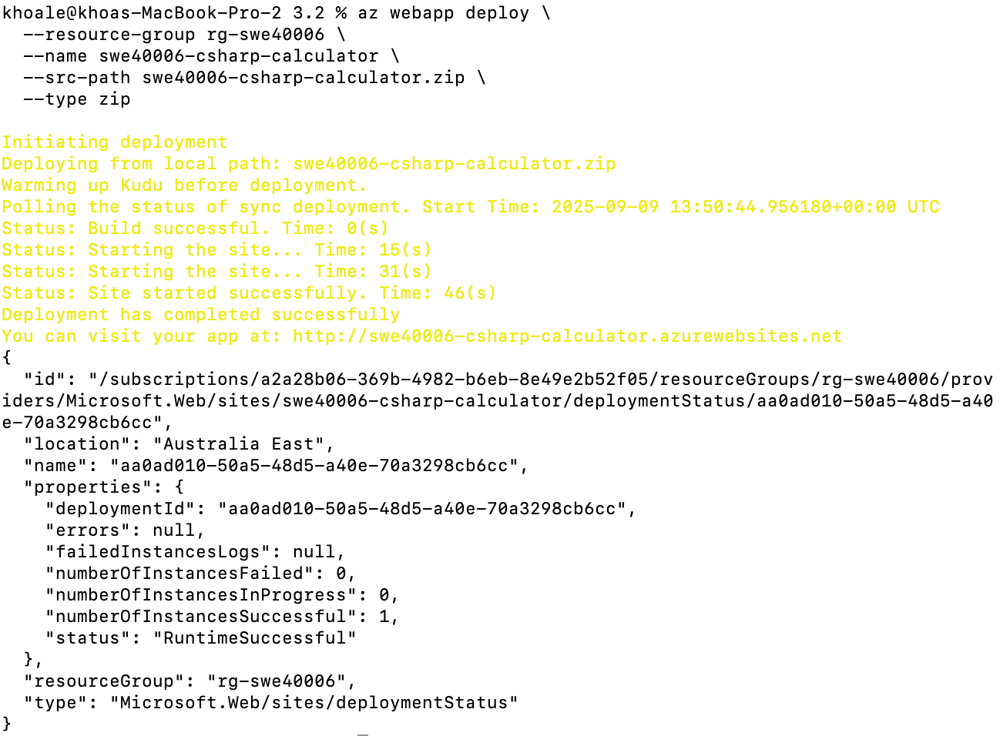 khoale@khoas-MacBook-Pro-2 3.2 % az webapp deploy \
  --resource-group rg-swe40006 \
  --name swe40006-csharp-calculator \
  --src-path swe40006-csharp-calculator.zip \
  --type zip
Initiating deployment
Deploying from local path: swe40006-csharp-calculator.zip
Warming up Kudu before deployment.
Polling the status of sync deployment. Start Time: 2025-09-09 13:50:44.956180+00:00 UTC
Status: Build successful. Time: 0(s)
Status: Starting the site... Time: 15(s)
Status: Starting the site... Time: 31(s)
Status: Site started successfully. Time: 46(s)
Deployment has completed successfully
You can visit your app at: http://swe40006-csharp-calculator.azurewebsites.net
{
  "id": "/subscriptions/a2a28b06-369b-4982-b6eb-8e49e2b52f05/resourceGroups/rg-swe40006/prov
iders/Microsoft.Web/sites/swe40006-csharp-calculator/deploymentStatus/aa0ad010-50a5-48d5-a40
e-70a3298cb6cc",
  "location": "Australia East",
  "name": "aa0ad010-50a5-48d5-a40e-70a3298cb6cc",
  "properties": {
    "deploymentId": "aa0ad010-50a5-48d5-a40e-70a3298cb6cc",
    "errors": null,
    "failedInstancesLogs": null,
    "numberOfInstancesFailed": 0,
    "numberOfInstancesInProgress": 0,
    "numberOfInstancesSuccessful": 1,
    "status": "RuntimeSuccessful"
  },
  "resourceGroup": "rg-swe40006",
  "type": "Microsoft.Web/sites/deploymentStatus"
}